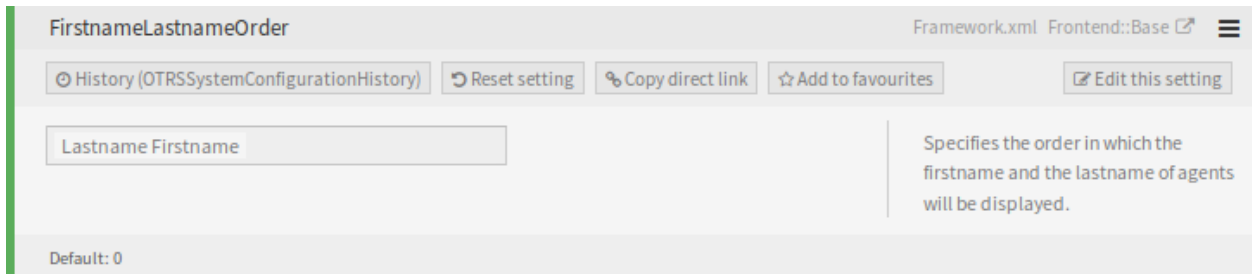 FirstnameLastnameOrder Framework.xml Frontend::Base
History (OTRSSystemConfigurationHistory) Reset setting Copy direct link Add to favourites Edit this setting
Lastname Firstname
Specifies the order in which the
firstname and the lastname of agents
will be displayed.
Default: 0